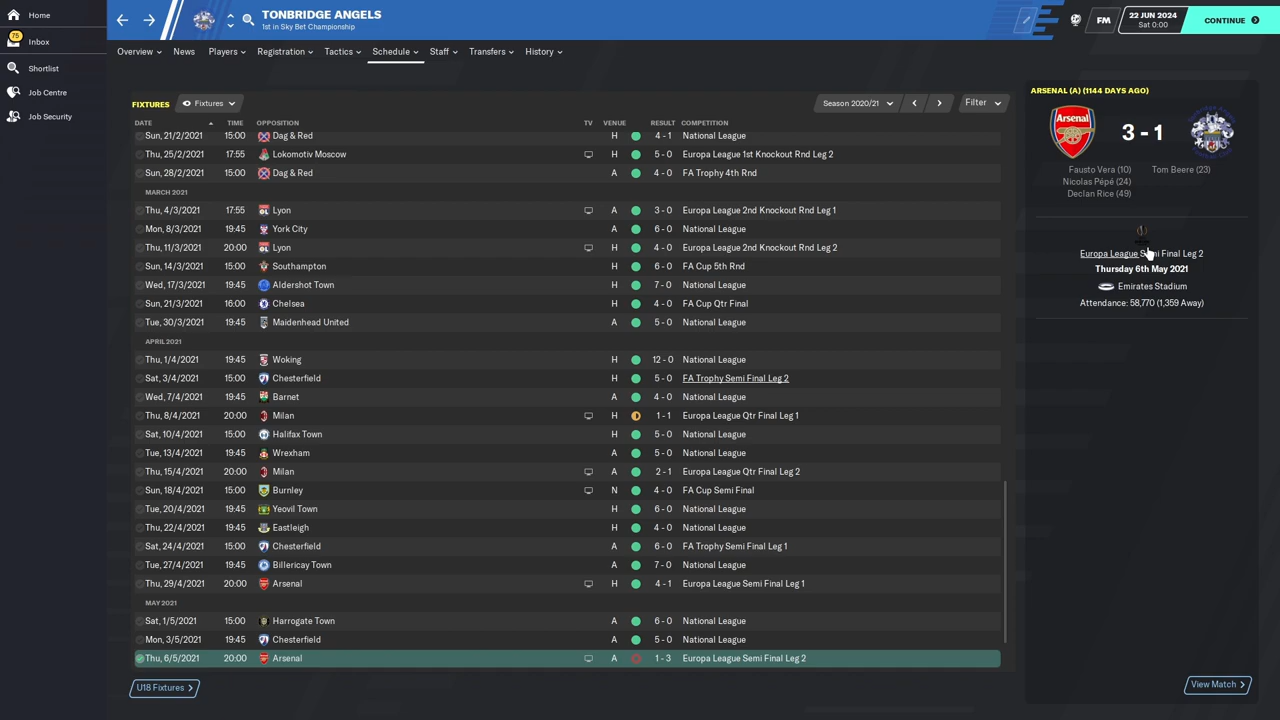 Home
75
Inbox
Shortlist
Job Centre
Job Security
TONBRIDGE ANGELS
1st in Sky Bet Championship
FM
22 JUN 2024
Sat 0:00
CONTINUE
Overview News Players Registration Tactics Schedule Staff Transfers History
FIXTURES Fixtures Season 2020/21 Filter
DATE TIME OPPOSITION TV VENUE RESULT COMPETITION
Sun, 21/2/2021 15:00 Dag & Red H 4 - 1 National League
Thu, 25/2/2021 17:55 Lokomotiv Moscow H 5 - 0 Europa League 1st Knockout Rnd Leg 2
Sun, 28/2/2021 15:00 Dag & Red A 4 - 0 FA Trophy 4th Rnd
MARCH 2021
Thu, 4/3/2021 17:55 Lyon A 3 - 0 Europa League 2nd Knockout Rnd Leg 1
Mon, 8/3/2021 19:45 York City A 6 - 0 National League
Thu, 11/3/2021 20:00 Lyon H 4 - 0 Europa League 2nd Knockout Rnd Leg 2
Sun, 14/3/2021 15:00 Southampton H 6 - 0 FA Cup 5th Rnd
Wed, 17/3/2021 19:45 Aldershot Town H 7 - 0 National League
Sun, 21/3/2021 16:00 Chelsea H 4 - 0 FA Cup Qtr Final
Tue, 30/3/2021 19:45 Maidenhead United A 5 - 0 National League
APRIL 2021
Thu, 1/4/2021 19:45 Woking H 12 - 0 National League
Sat, 3/4/2021 15:00 Chesterfield H 5 - 0 FA Trophy Semi Final Leg 2
Wed, 7/4/2021 19:45 Barnet A 4 - 0 National League
Thu, 8/4/2021 20:00 Milan H 1 - 1 Europa League Qtr Final Leg 1
Sat, 10/4/2021 15:00 Halifax Town H 5 - 0 National League
Tue, 13/4/2021 19:45 Wrexham A 5 - 0 National League
Thu, 15/4/2021 20:00 Milan A 2 - 1 Europa League Qtr Final Leg 2
Sun, 18/4/2021 15:00 Burnley N 4 - 0 FA Cup Semi Final
Tue, 20/4/2021 19:45 Yeovil Town H 6 - 0 National League
Thu, 22/4/2021 19:45 Eastleigh H 4 - 0 National League
Sat, 24/4/2021 15:00 Chesterfield A 6 - 0 FA Trophy Semi Final Leg 1
Tue, 27/4/2021 19:45 Billericay Town A 7 - 0 National League
Thu, 29/4/2021 20:00 Arsenal H 4 - 1 Europa League Semi Final Leg 1
MAY 2021
Sat, 1/5/2021 15:00 Harrogate Town A 6 - 0 National League
Mon, 3/5/2021 19:45 Chesterfield A 5 - 0 National League
Thu, 6/5/2021 20:00 Arsenal A 1 - 3 Europa League Semi Final Leg 2
U18 Fixtures
ARSENAL (A) (1144 DAYS AGO)
Arsenal
3 - 1
Fausto Vera (10) Tom Beere (23)
Nicolas Pépé (24)
Declan Rice (49)
Europa League Semi Final Leg 2
Thursday 6th May 2021
Emirates Stadium
Attendance: 58,770 (1,359 Away)
View Match